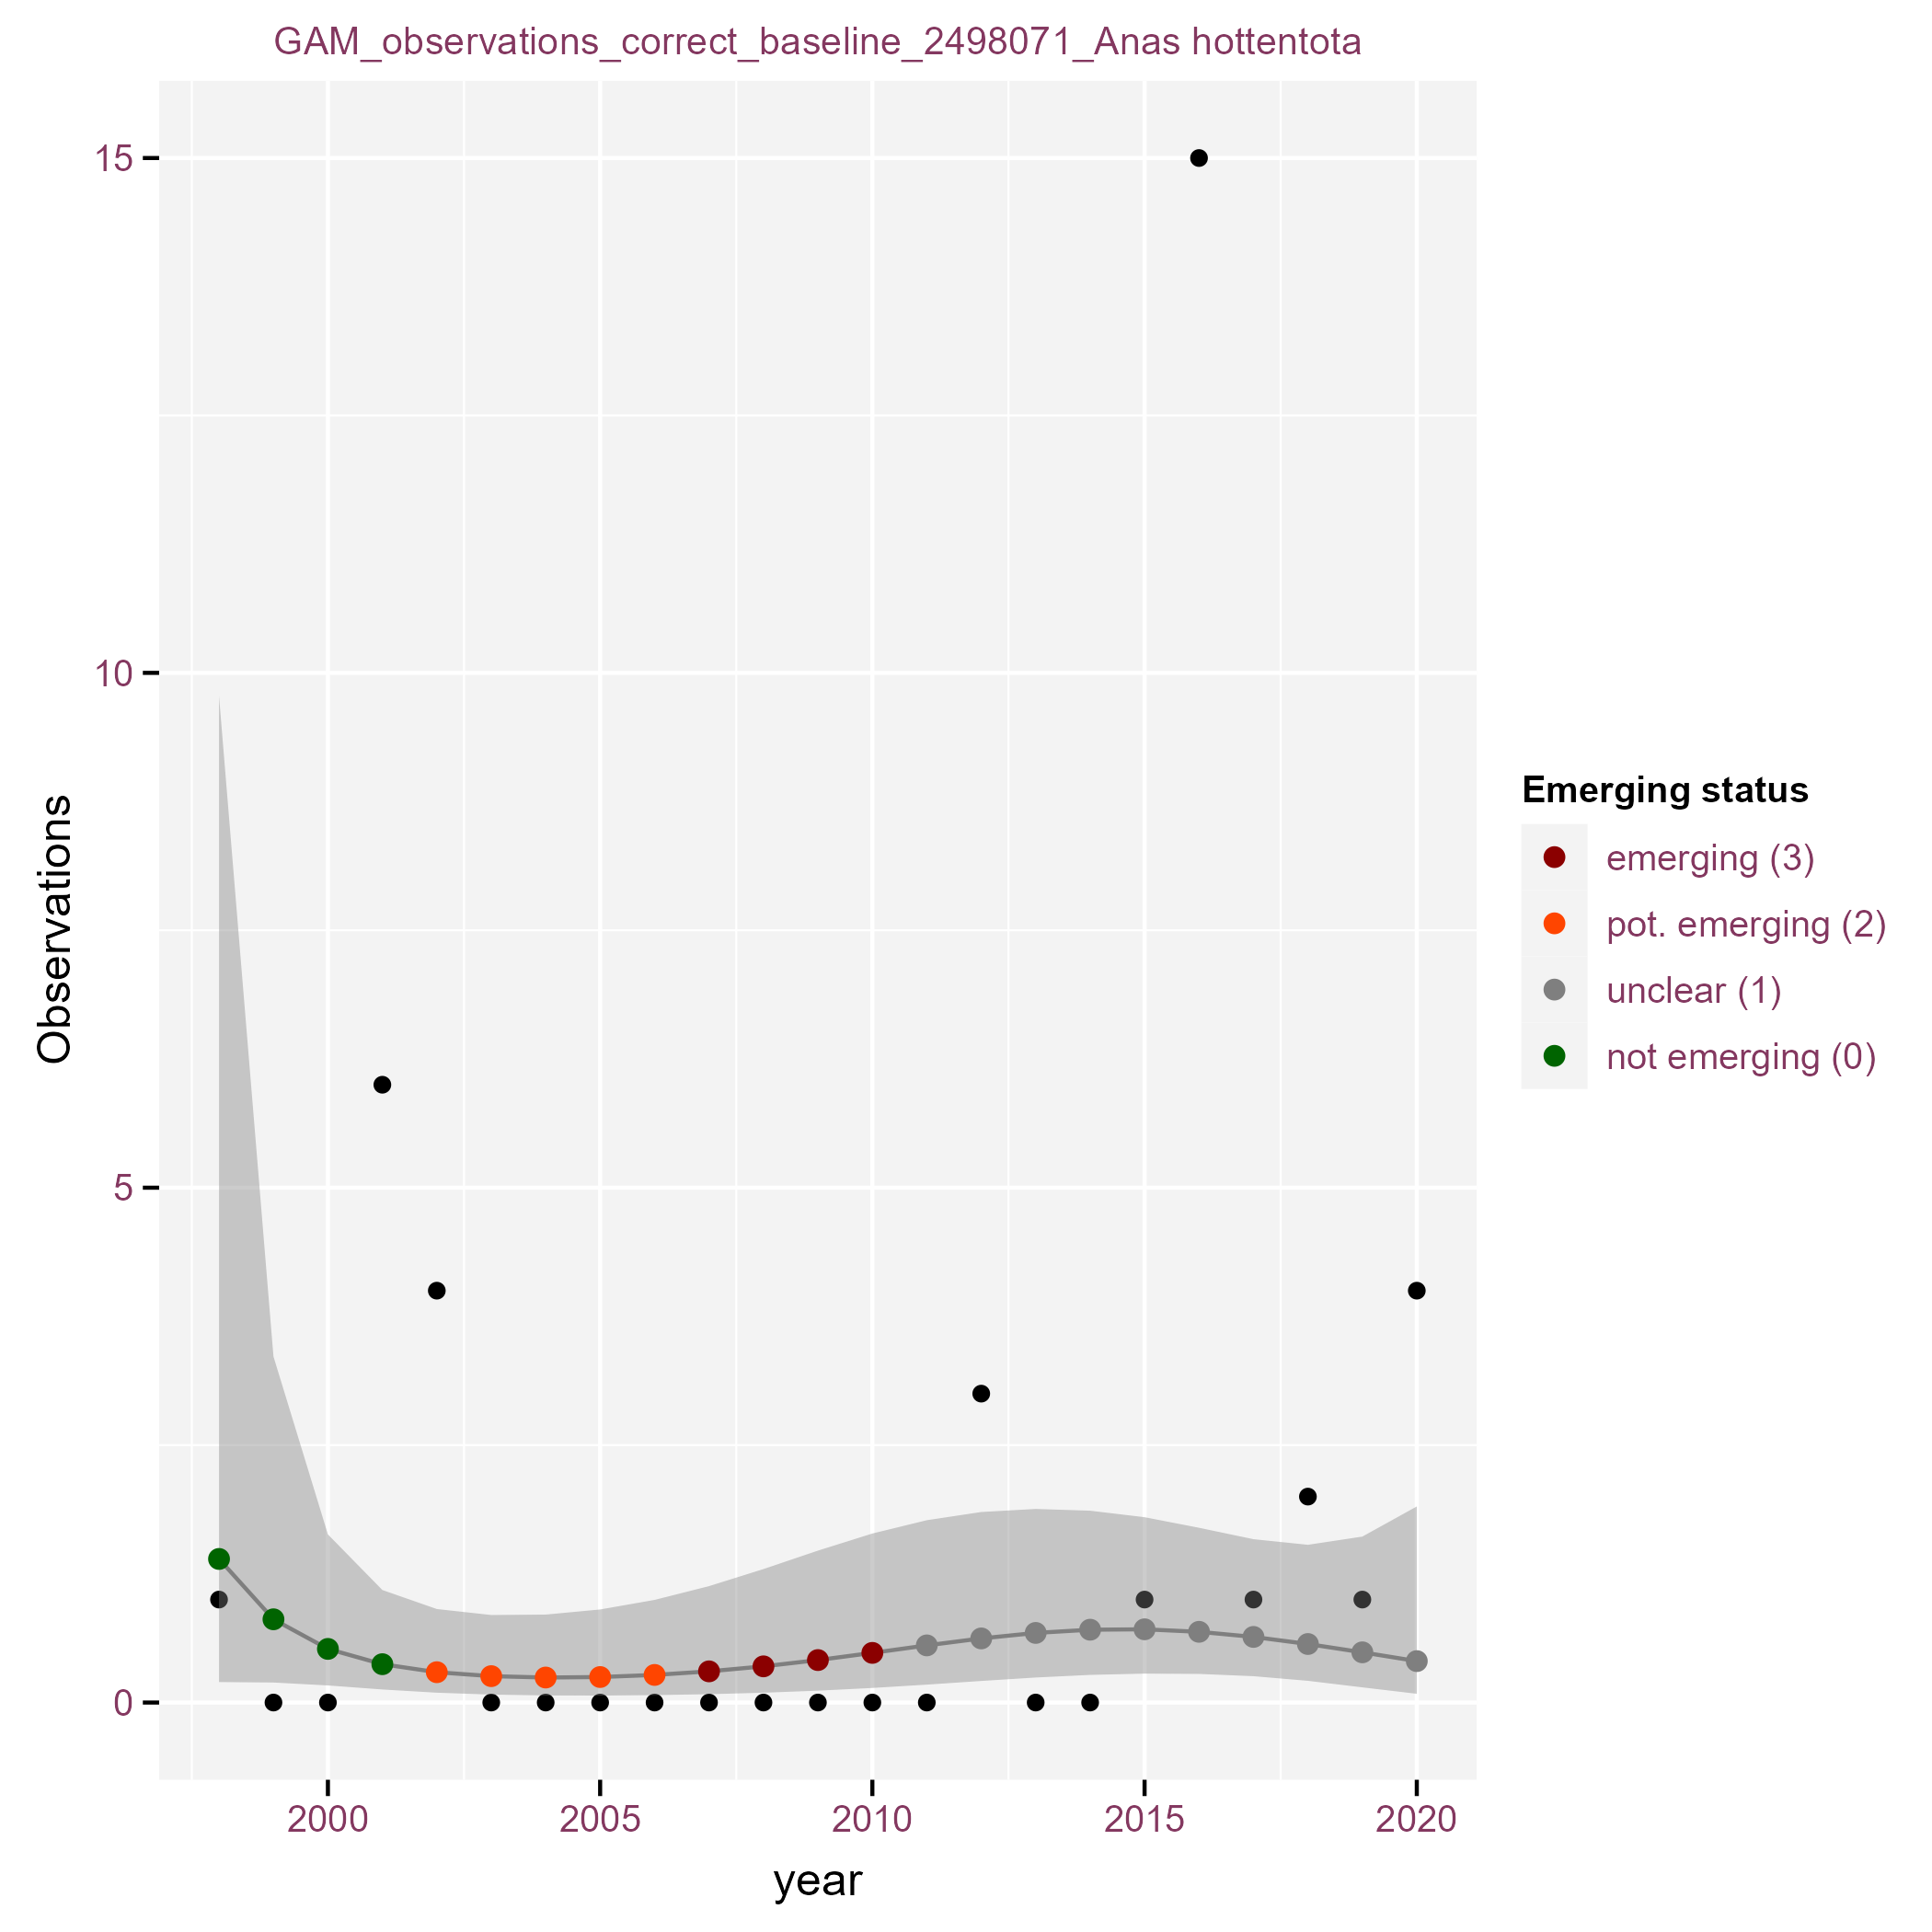 GAM_observations_correct_baseline_2498071_Anas hottentota
15
10
5
0
Observations
2000 2005 2010 2015 2020
year
Emerging status
emerging (3)
pot. emerging (2)
unclear (1)
not emerging (0)